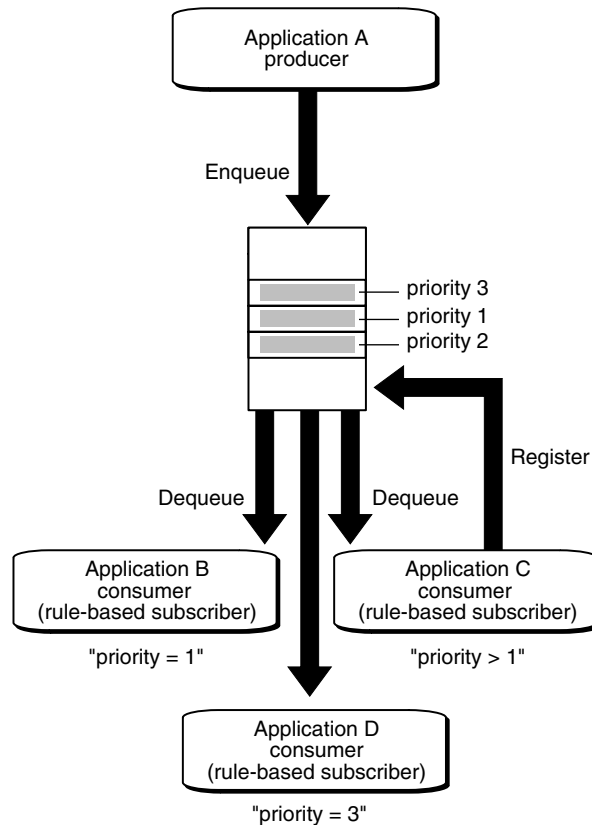 Application A
producer
Enqueue
priority 3
priority 1
priority 2
Register
Dequeue
Dequeue
Application B
consumer
(rule-based subscriber)
"priority = 1"
Application C
consumer
(rule-based subscriber)
"priority > 1"
Application D
consumer
(rule-based subscriber)
"priority = 3"